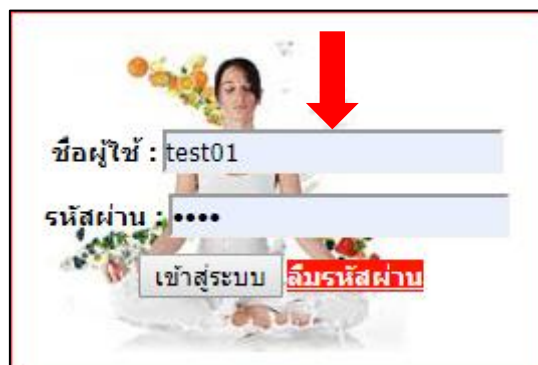 ชื่อผู้ใช้ : test01
รหัสผ่าน : ••••
เข้าสู่ระบบ ลืมรหัสผ่าน